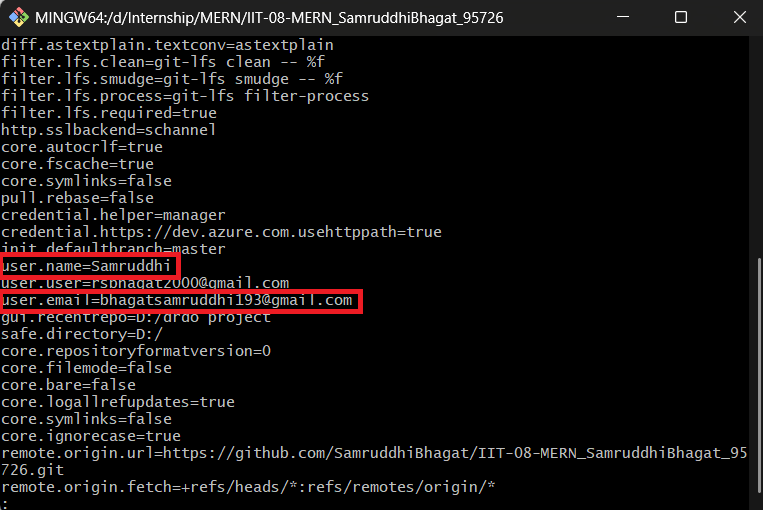 MINGW64:/d/Internship/MERN/IIT-08-MERN_SamruddhiBhagat_95726
diff.astextplain.textconv=astextplain
filter.lfs.clean=git-lfs clean -- %f
filter.lfs.smudge=git-lfs smudge -- %f
filter.lfs.process=git-lfs filter-process
filter.lfs.required=true
http.sslbackend=schannel
core.autocrlf=true
core.fscache=true
core.symlinks=false
pull.rebase=false
credential.helper=manager
credential.https://dev.azure.com.usehttppath=true
init.defaultbranch=master
user.name=Samruddhi
user.user=rsbhagat2000@gmail.com
user.email=bhagatsamruddhi193@gmail.com
gui.recentrepo=D:/drdo project
safe.directory=D:/
core.repositoryformatversion=0
core.filemode=false
core.bare=false
core.logallrefupdates=true
core.symlinks=false
core.ignorecase=true
remote.origin.url=https://github.com/SamruddhiBhagat/IIT-08-MERN_SamruddhiBhagat_95
726.git
remote.origin.fetch=+refs/heads/*:refs/remotes/origin/*
: